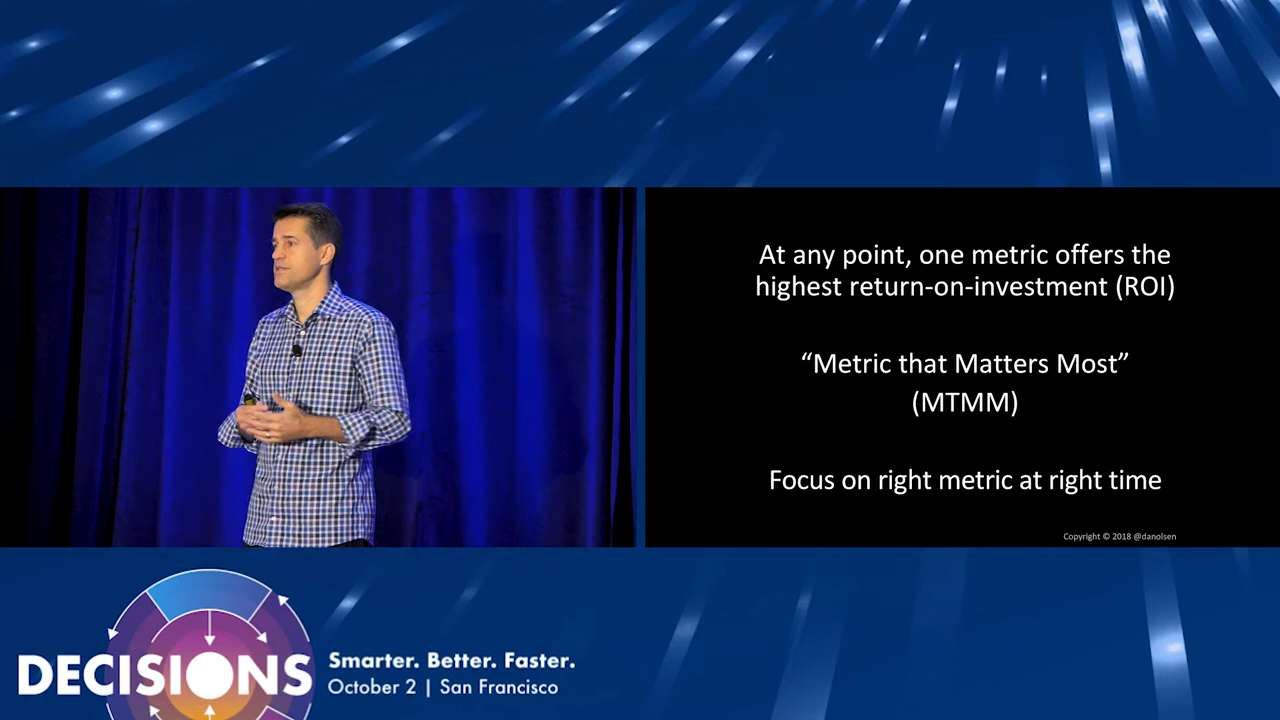 At any point, one metric offers the
highest return-on-investment (ROI)
“Metric that Matters Most”
(MTMM)
Focus on right metric at right time
Copyright © 2018 @danolsen
DECISIONS
Smarter. Better. Faster.
October 2 | San Francisco